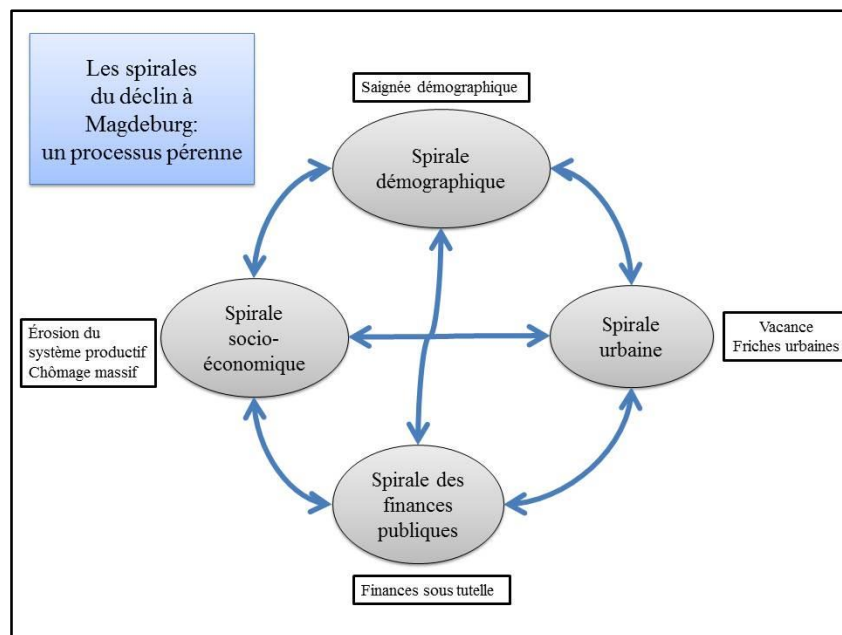 Les spirales
du déclin à
Magdeburg:
un processus pérenne
Saignée démographique
Spirale
démographique
Érosion du
système productif
Chômage massif
Spirale
socio-
économique
Spirale
urbaine
Vacance
Friches urbaines
Spirale des
finances
publiques
Finances sous tutelle